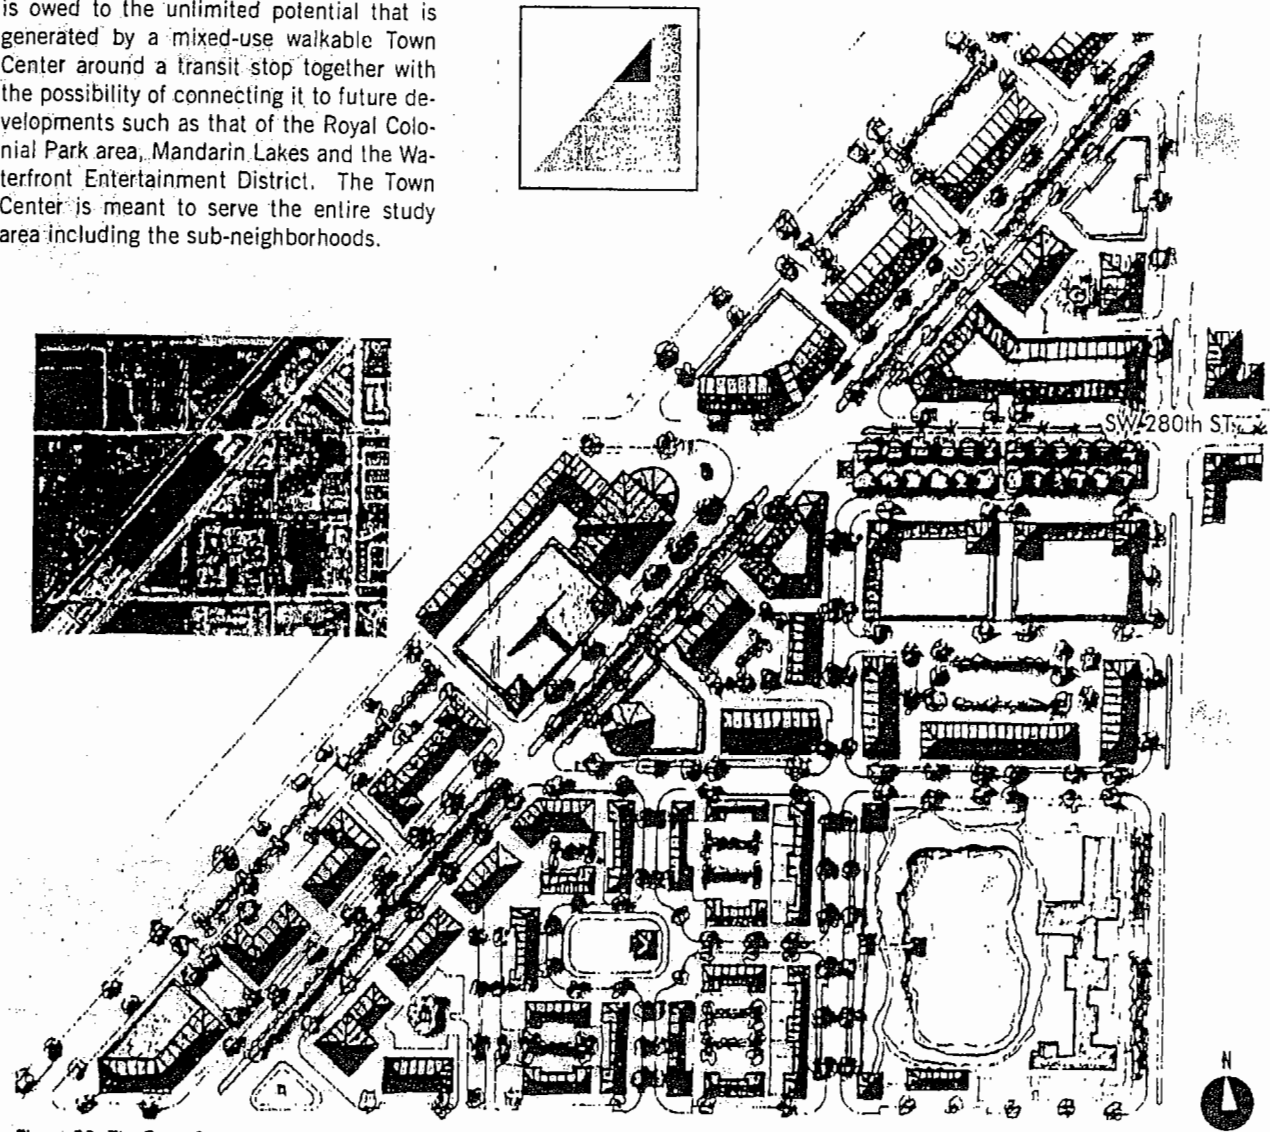 is owed to the unlimited potential that is
generated by a mixed-use walkable Town
Center around a transit stop together with
the possibility of connecting it to future de-
velopments such as that of the Royal Colo-
nial Park area, Mandarin Lakes and the Wa-
terfront Entertainment District. The Town
Center is meant to serve the entire study
area including the sub-neighborhoods.
U.S. 1
SW 280th ST.
N